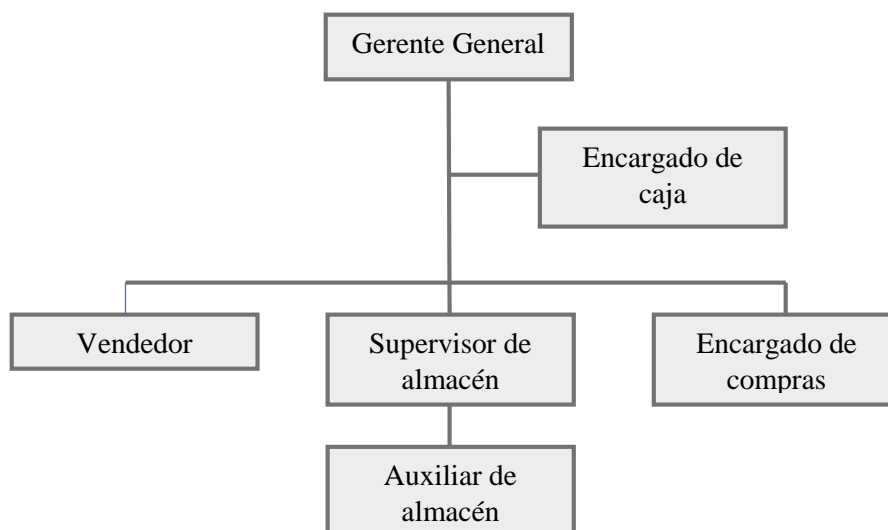 Gerente General
Encargado de
caja
Vendedor
Supervisor de
almacén
Encargado de
compras
Auxiliar de
almacén